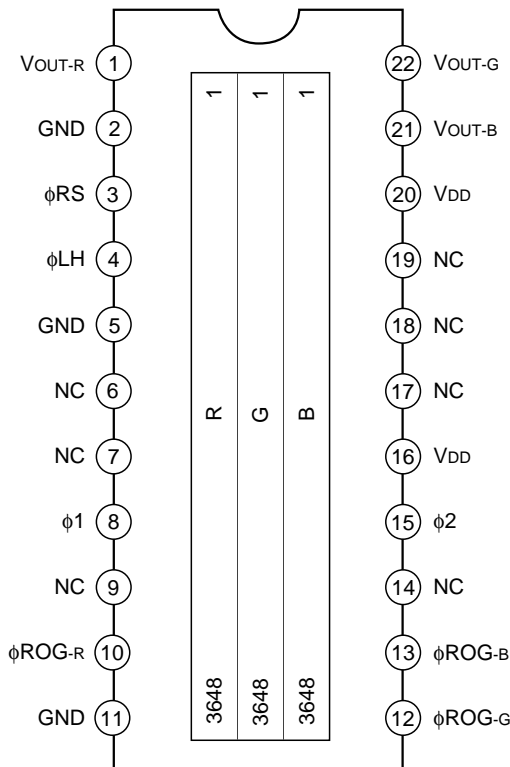 VOUT-R 1
GND 2
φRS 3
φLH 4
GND 5
NC 6
NC 7
φ1 8
NC 9
φROG-R 10
GND 11
1 1 1
R G B
3648 3648 3648
22 VOUT-G
21 VOUT-B
20 VDD
19 NC
18 NC
17 NC
16 VDD
15 φ2
14 NC
13 φROG-B
12 φROG-G